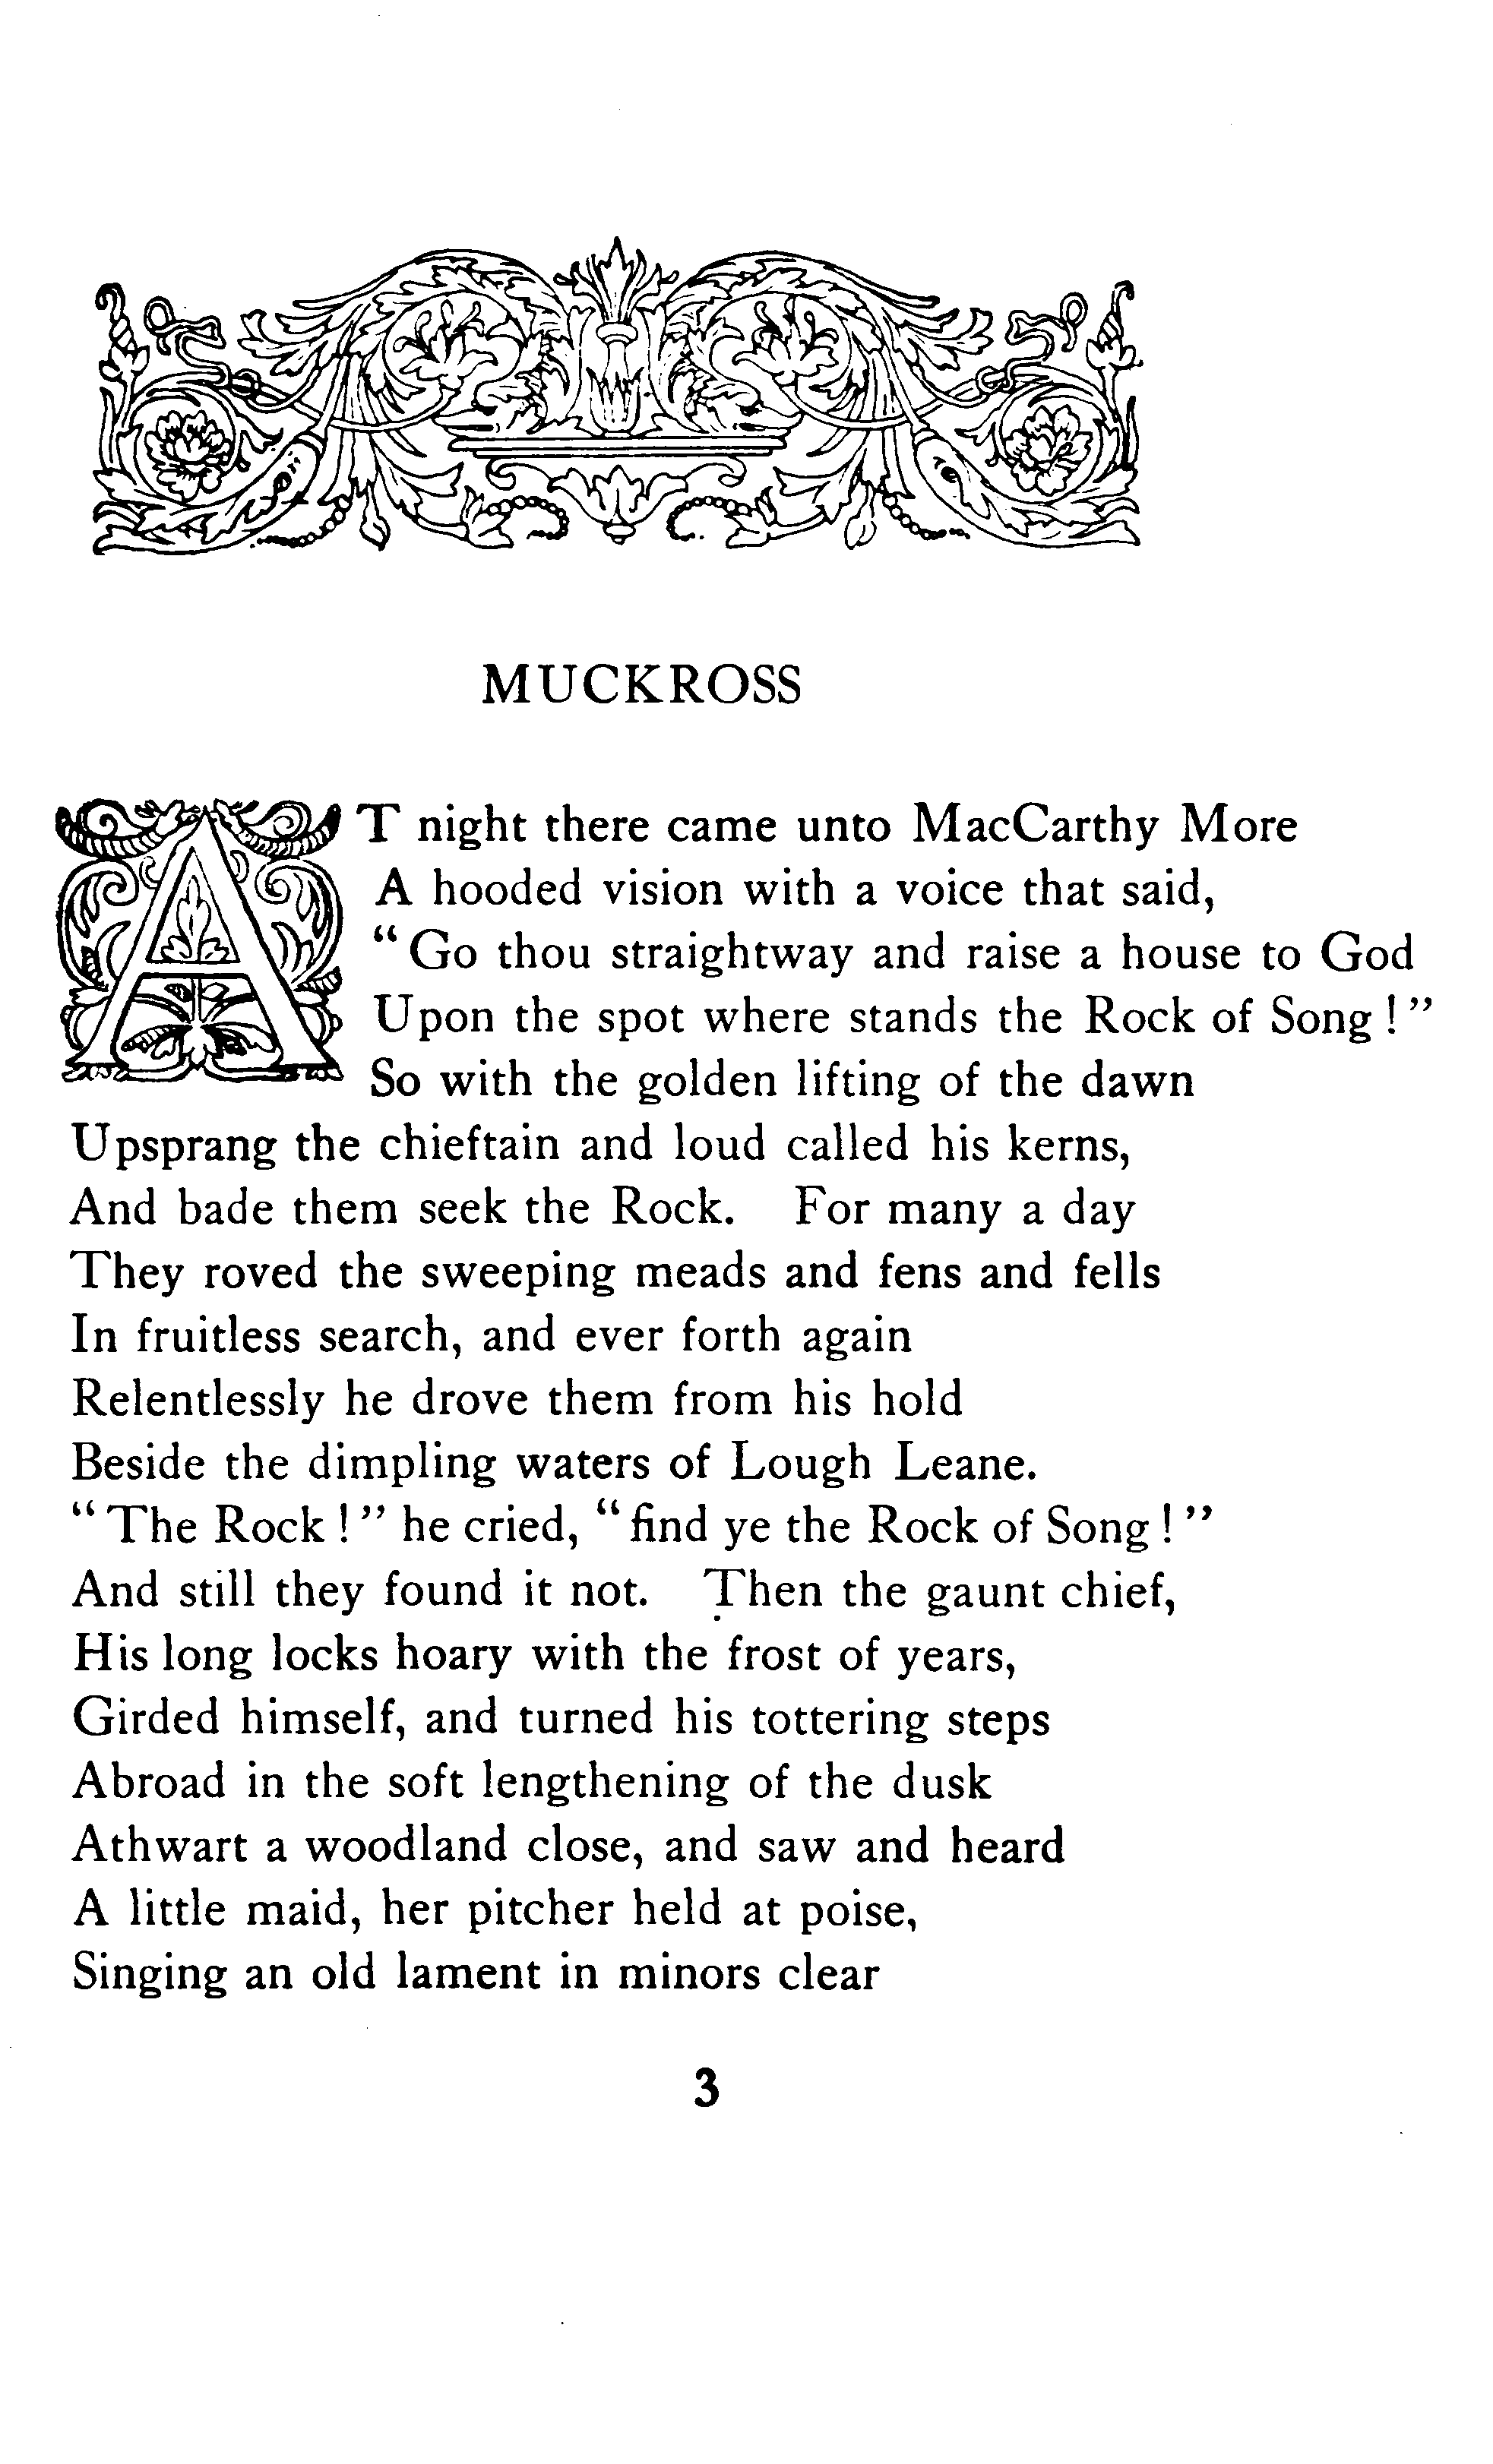 MUCKROSS
AT night there came unto MacCarthy More
A hooded vision with a voice that said,
“Go thou straightway and raise a house to God
Upon the spot where stands the Rock of Song!”
So with the golden lifting of the dawn
Upsprang the chieftain and loud called his kerns,
And bade them seek the Rock. For many a day
They roved the sweeping meads and fens and fells
In fruitless search, and ever forth again
Relentlessly he drove them from his hold
Beside the dimpling waters of Lough Leane.
“The Rock!” he cried, “find ye the Rock of Song!”
And still they found it not. Then the gaunt chief,
His long locks hoary with the frost of years,
Girded himself, and turned his tottering steps
Abroad in the soft lengthening of the dusk
Athwart a woodland close, and saw and heard
A little maid, her pitcher held at poise,
Singing an old lament in minors clear
3